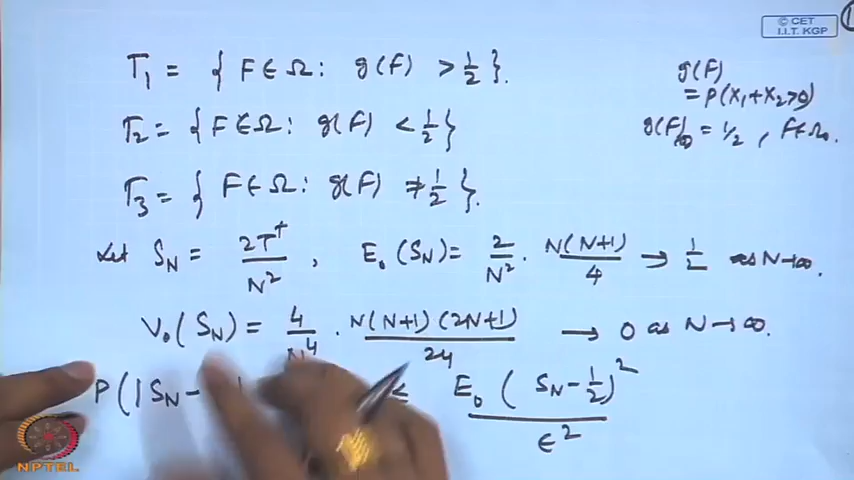 © CET
I.I.T. KGP
T₁ = { F ∈ Ω : g(F) > 1/2 }.
g(F)
= P(X₁ + X₂ > 0)
T₂ = { F ∈ Ω : g(F) < 1/2 }
g(F) = 1/2 , F ∈ Ω₀.
T₃ = { F ∈ Ω : g(F) ≠ 1/2 }.
Let S_N = 2T⁺/N² , E₀(S_N) = 2/N² · N(N+1)/4 → 1/2 as N→∞.
V₀(S_N) = 4/N⁴ · N(N+1)(2N+1)/24 → 0 as N→∞.
P(|S_N − ≤ E₀(S_N − 1/2)²/ε²
NPTEL